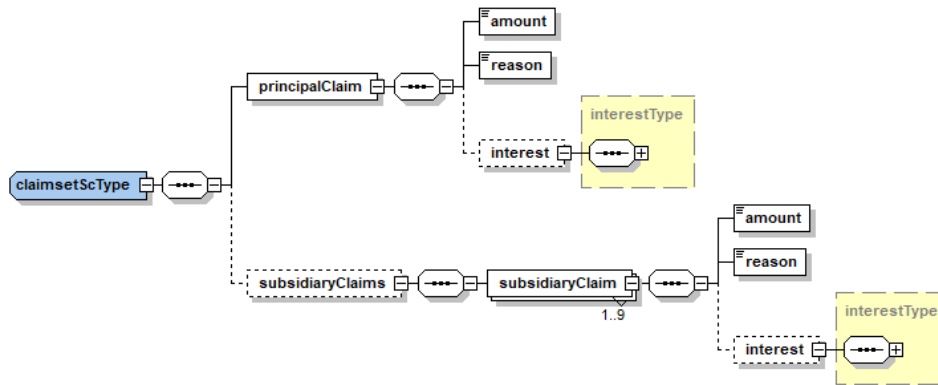 amount
reason
principalClaim
interestType
interest
claimsetScType
amount
subsidiaryClaims
subsidiaryClaim
reason
1..9
interestType
interest